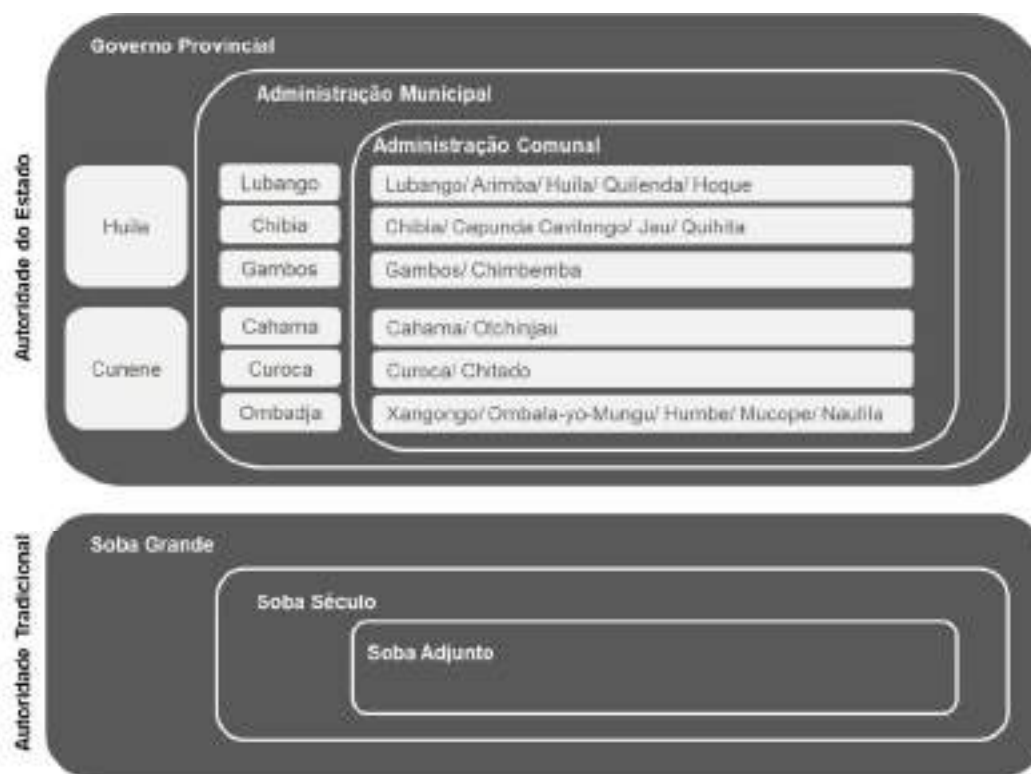 Governo Provincial
Administração Municipal
Administração Comunal
Autoridade do Estado
Huíla
Lubango
Lubango/ Arimba/ Huíla/ Quilenda/ Hoque
Chibia
Chibia/ Capunda Cavilongo/ Jau/ Quihita
Gambos
Gambos/ Chimbemba
Cunene
Cahama
Cahama/ Otchinjau
Curoca
Curoca/ Chitado
Ombadja
Xangongo/ Ombala-yo-Mungu/ Humbe/ Mucope/ Naulila
Autoridade Tradicional
Soba Grande
Soba Século
Soba Adjunto